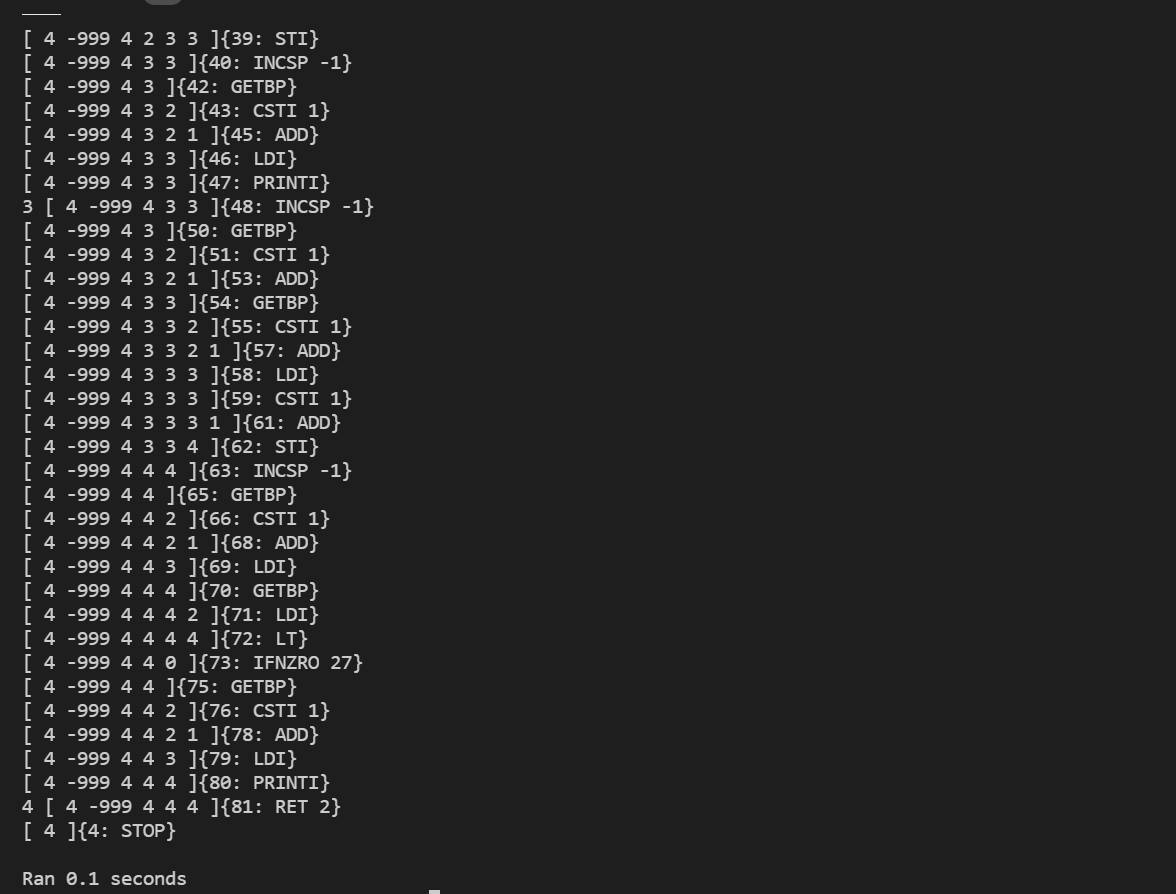 [ 4 -999 4 2 3 3 ]{39: STI}
[ 4 -999 4 3 3 ]{40: INCSP -1}
[ 4 -999 4 3 ]{42: GETBP}
[ 4 -999 4 3 2 ]{43: CSTI 1}
[ 4 -999 4 3 2 1 ]{45: ADD}
[ 4 -999 4 3 3 ]{46: LDI}
[ 4 -999 4 3 3 ]{47: PRINTI}
3 [ 4 -999 4 3 3 ]{48: INCSP -1}
[ 4 -999 4 3 ]{50: GETBP}
[ 4 -999 4 3 2 ]{51: CSTI 1}
[ 4 -999 4 3 2 1 ]{53: ADD}
[ 4 -999 4 3 3 ]{54: GETBP}
[ 4 -999 4 3 3 2 ]{55: CSTI 1}
[ 4 -999 4 3 3 2 1 ]{57: ADD}
[ 4 -999 4 3 3 3 ]{58: LDI}
[ 4 -999 4 3 3 3 ]{59: CSTI 1}
[ 4 -999 4 3 3 3 1 ]{61: ADD}
[ 4 -999 4 3 3 4 ]{62: STI}
[ 4 -999 4 4 4 ]{63: INCSP -1}
[ 4 -999 4 4 ]{65: GETBP}
[ 4 -999 4 4 2 ]{66: CSTI 1}
[ 4 -999 4 4 2 1 ]{68: ADD}
[ 4 -999 4 4 3 ]{69: LDI}
[ 4 -999 4 4 4 ]{70: GETBP}
[ 4 -999 4 4 4 2 ]{71: LDI}
[ 4 -999 4 4 4 4 ]{72: LT}
[ 4 -999 4 4 0 ]{73: IFNZRO 27}
[ 4 -999 4 4 ]{75: GETBP}
[ 4 -999 4 4 2 ]{76: CSTI 1}
[ 4 -999 4 4 2 1 ]{78: ADD}
[ 4 -999 4 4 3 ]{79: LDI}
[ 4 -999 4 4 4 ]{80: PRINTI}
4 [ 4 -999 4 4 4 ]{81: RET 2}
[ 4 ]{4: STOP}
Ran 0.1 seconds